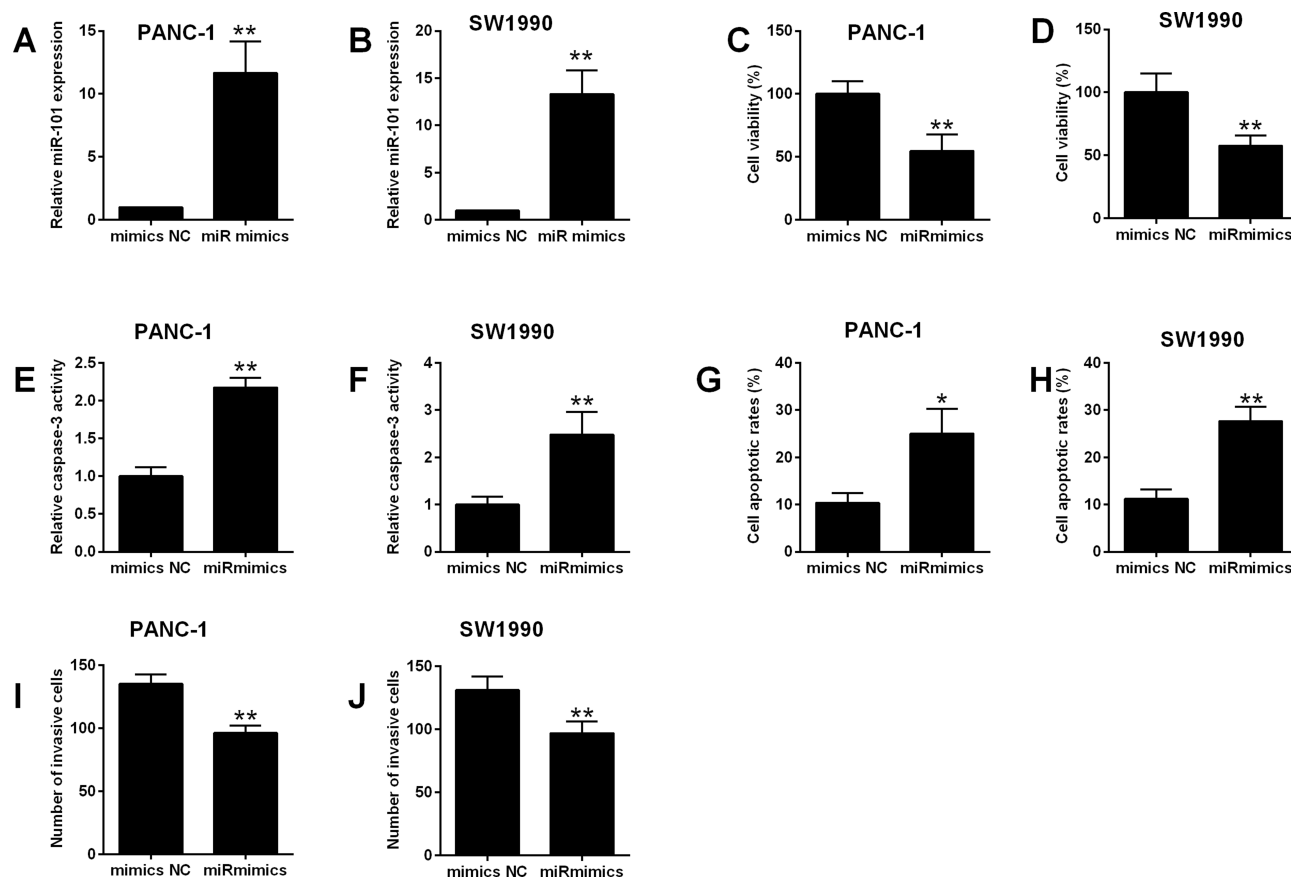 A
PANC-1
Relative miR-101 expression
15
10
5
0
**
mimics NC
miR mimics
B
SW1990
Relative miR-101 expression
20
15
10
5
0
**
mimics NC
miR mimics
C
PANC-1
Cell viability (%)
150
100
50
0
**
mimics NC
miRmimics
D
SW1990
Cell viability (%)
150
100
50
0
**
mimics NC
miRmimics
E
PANC-1
Relative caspase-3 activity
2.5
2.0
1.5
1.0
0.5
0.0
**
mimics NC
miRmimics
F
SW1990
Relative caspase-3 activity
4
3
2
1
0
**
mimics NC
miRmimics
G
PANC-1
Cell apoptotic rates (%)
40
30
20
10
0
*
mimics NC
miRmimics
H
SW1990
Cell apoptotic rates (%)
40
30
20
10
0
**
mimics NC
miRmimics
I
PANC-1
Number of invasive cells
150
100
50
0
**
mimics NC
miRmimics
J
SW1990
Number of invasive cells
150
100
50
0
**
mimics NC
miRmimics